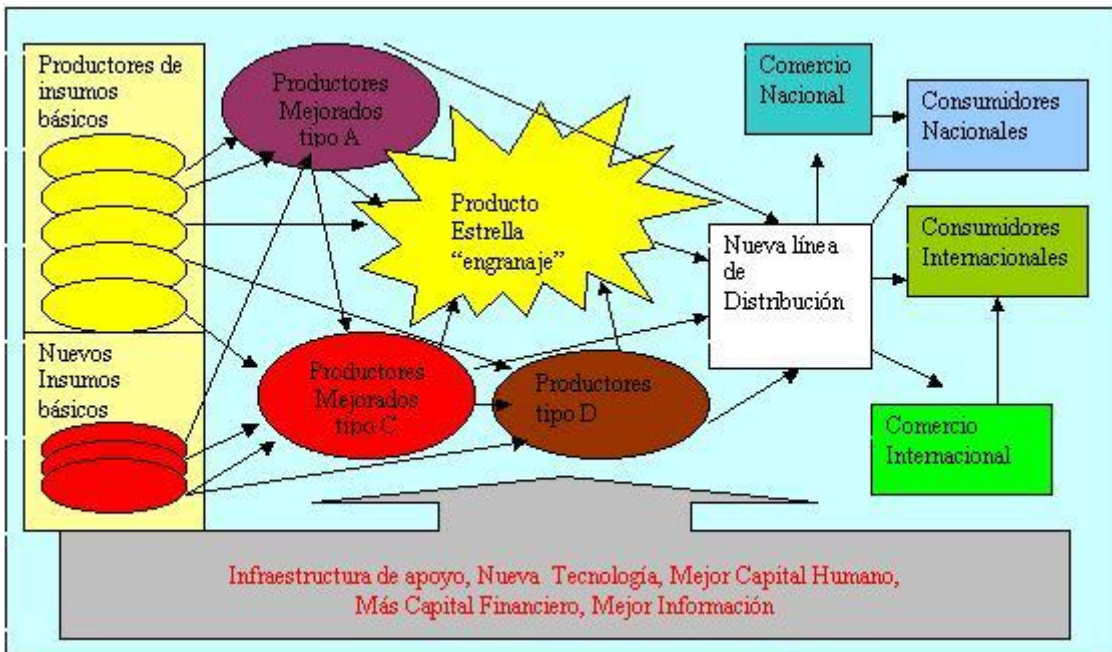 Productores de
insumos
básicos
Productores
Mejorados
tipo A
Comercio
Nacional
Consumidores
Nacionales
Producto
Estrella
“engranaje”
Nueva línea
de
Distribución
Consumidores
Internacionales
Nuevos
Insumos
básicos
Productores
Mejorados
tipo C
Productores
tipo D
Comercio
Internacional
Infraestructura de apoyo, Nueva Tecnología, Mejor Capital Humano,
Más Capital Financiero, Mejor Información